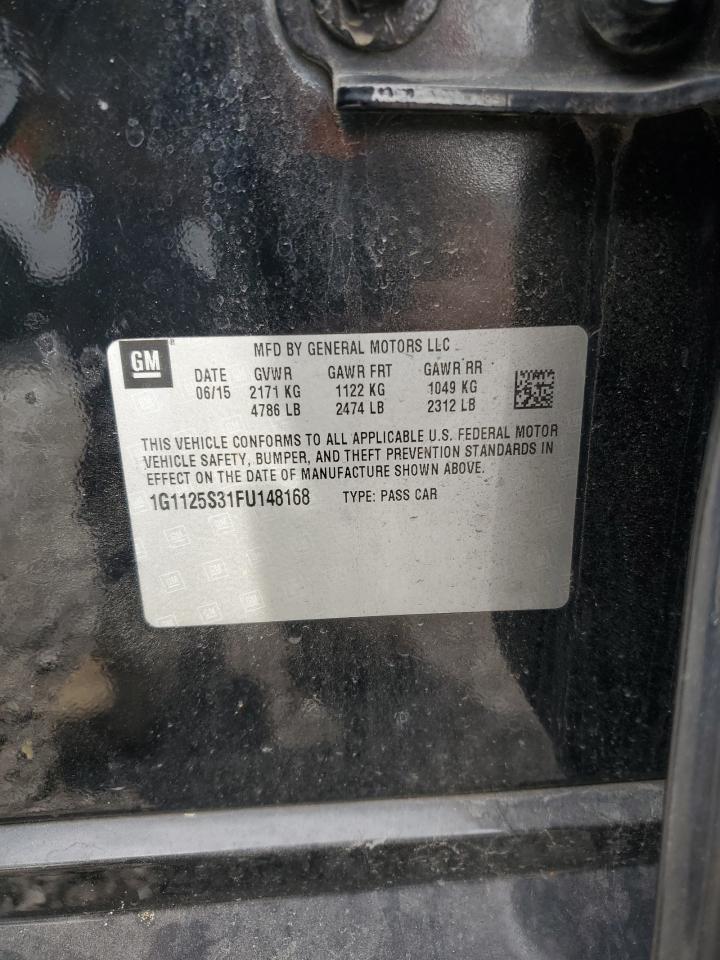 GM
MFD BY GENERAL MOTORS LLC
DATE GVWR GAWR FRT GAWR RR
06/15 2171 KG 1122 KG 1049 KG
4786 LB 2474 LB 2312 LB
THIS VEHICLE CONFORMS TO ALL APPLICABLE U.S. FEDERAL MOTOR
VEHICLE SAFETY, BUMPER, AND THEFT PREVENTION STANDARDS IN
EFFECT ON THE DATE OF MANUFACTURE SHOWN ABOVE.
1G1125S31FU148168 TYPE: PASS CAR